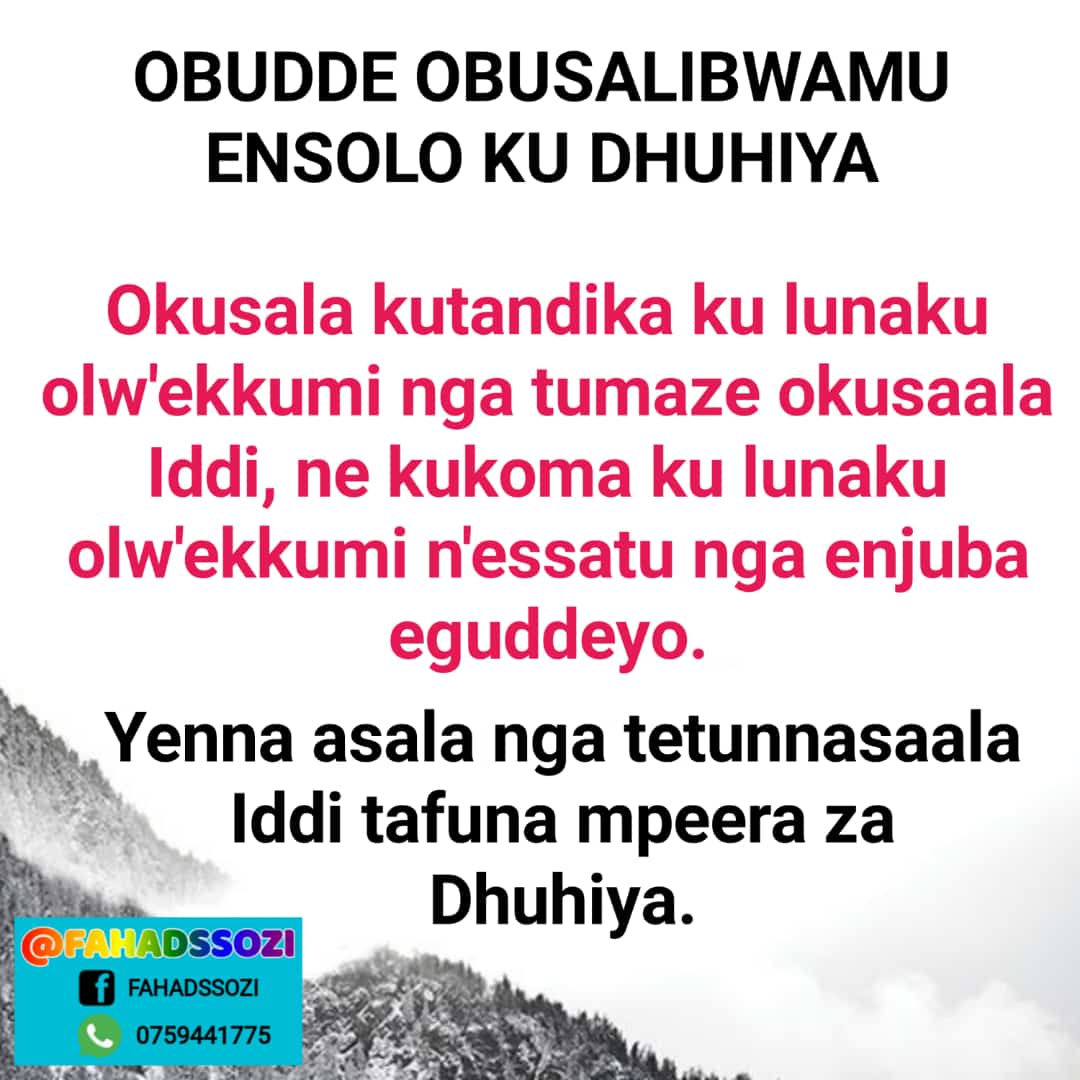 OBUDDE OBUSALIBWAMU
ENSOLO KU DHUHIYA
Okusala kutandika ku lunaku
olw'ekkumi nga tumaze okusaala
Iddi, ne kukoma ku lunaku
olw'ekkumi n'essatu nga enjuba
eguddeyo.
Yenna asala nga tetunnasaala
Iddi tafuna mpeera za
Dhuhiya.
@FAHADSSOZI
FAHADSSOZI
0759441775